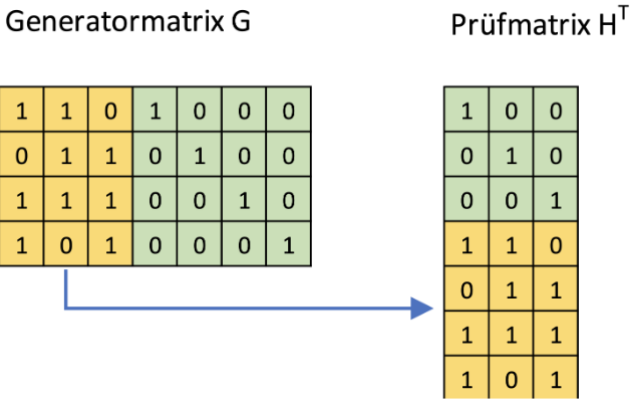 Generatormatrix G
Prüfmatrix Hᵀ
1 1 0 1 0 0 0
0 1 1 0 1 0 0
1 1 1 0 0 1 0
1 0 1 0 0 0 1
1 0 0
0 1 0
0 0 1
1 1 0
0 1 1
1 1 1
1 0 1